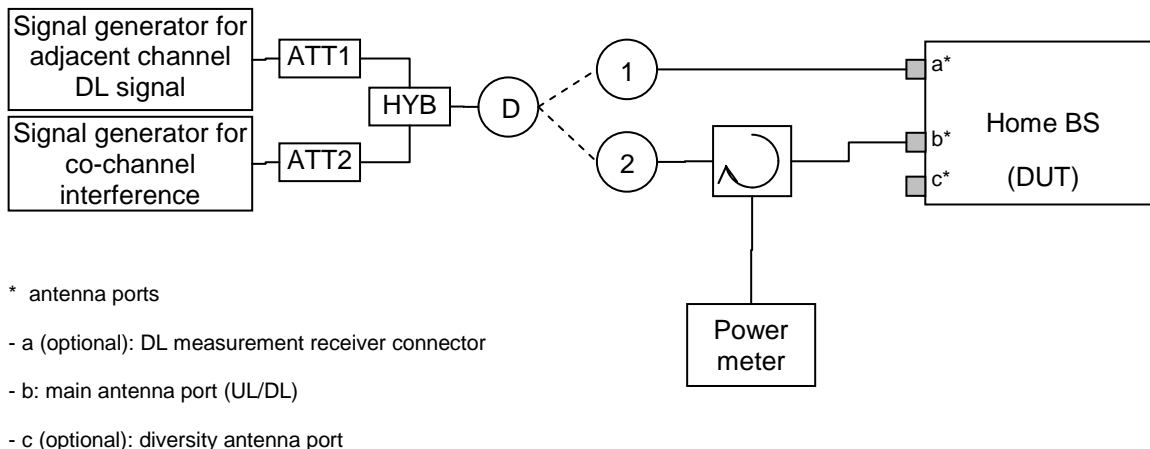 Signal generator for
adjacent channel
DL signal
ATT1
HYB
D
1
2
a*
b*
c*
Home BS
(DUT)
Signal generator for
co-channel
interference
ATT2
Power
meter
* antenna ports
- a (optional): DL measurement receiver connector
- b: main antenna port (UL/DL)
- c (optional): diversity antenna port